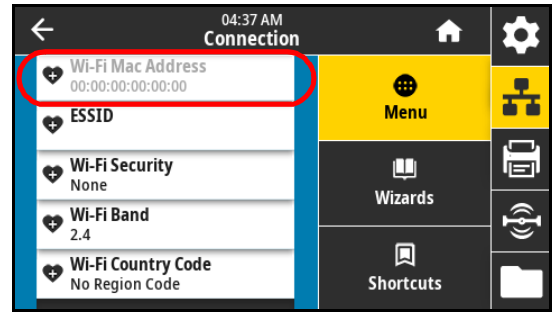 04:37 AM
Connection
Wi-Fi Mac Address
00:00:00:00:00:00
ESSID
Wi-Fi Security
None
Wi-Fi Band
2.4
Wi-Fi Country Code
No Region Code
Menu
Wizards
Shortcuts